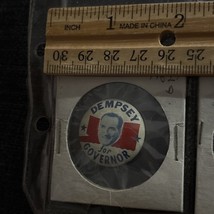 INCH 1 MADE IN CHINA 2
30 29 28 27 26 25
DEMPSEY
for
GOVERNOR